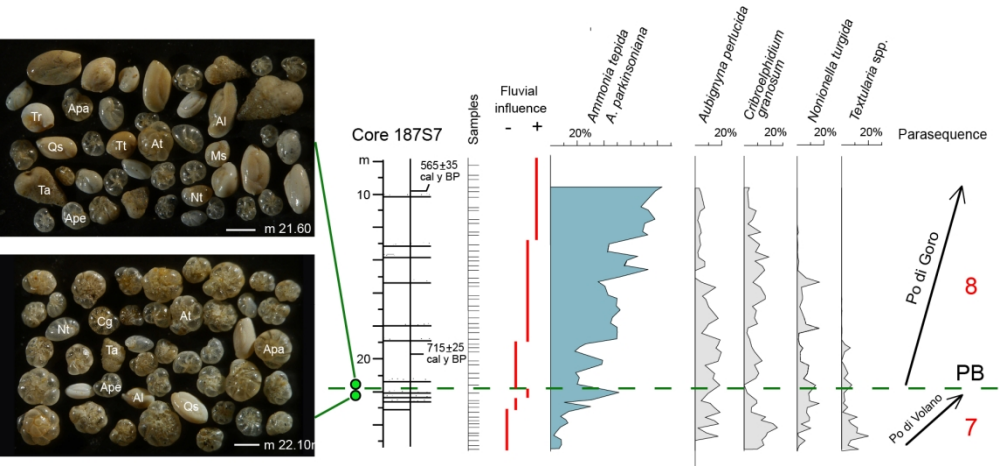 Tr
Apa
Al
Qs
Tt
At
Ms
Ta
Nt
Ape
m 21.60
Nt
Cg
At
Ta
Apa
Ape
Al
Qs
m 22.10
Core 187S7
m
10
20
565±35
cal y BP
715±25
cal y BP
Samples
Fluvial
influence
- +
Ammonia tepida
A. parkinsoniana
20%
Aubignyna perlucida
20%
Cribroelphidium
granosum
20%
Nonionella turgida
20%
Textularia spp.
20%
Parasequence
Po di Goro
8
PB
Po di Volano
7